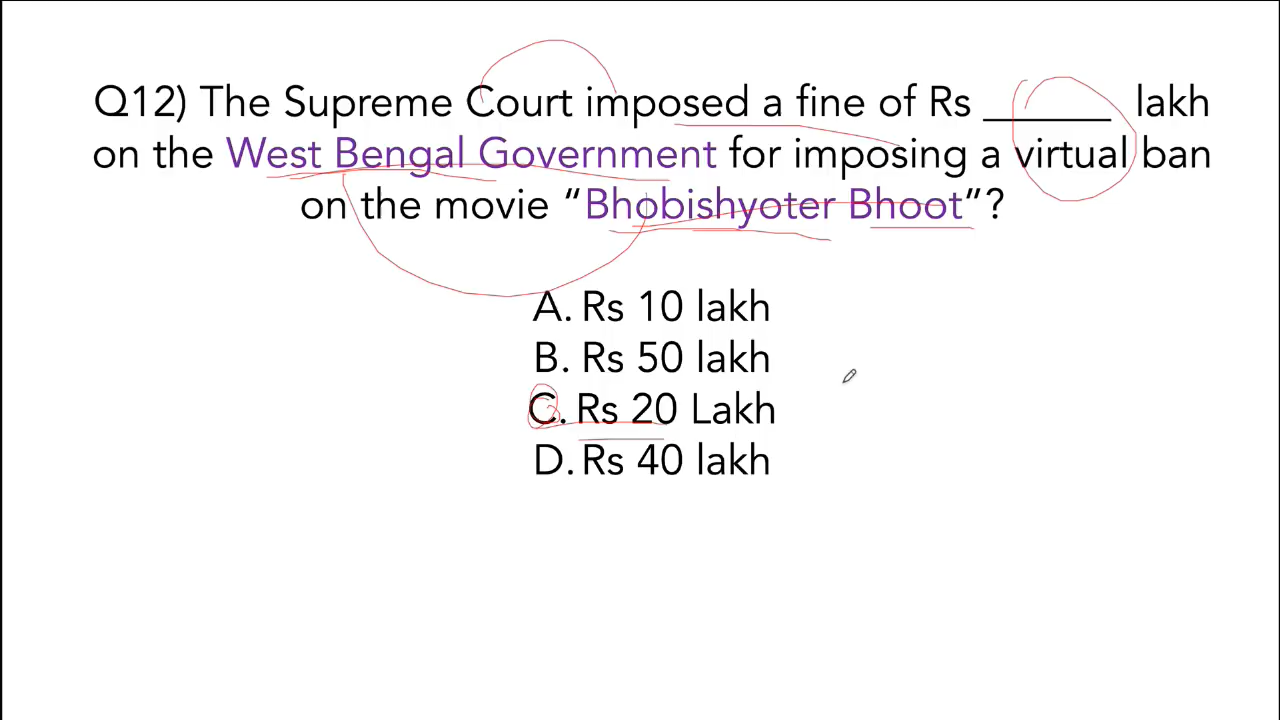 Q12) The Supreme Court imposed a fine of Rs ______ lakh
on the West Bengal Government for imposing a virtual ban
on the movie “Bhobishyoter Bhoot”?
A. Rs 10 lakh
B. Rs 50 lakh
C. Rs 20 Lakh
D. Rs 40 lakh